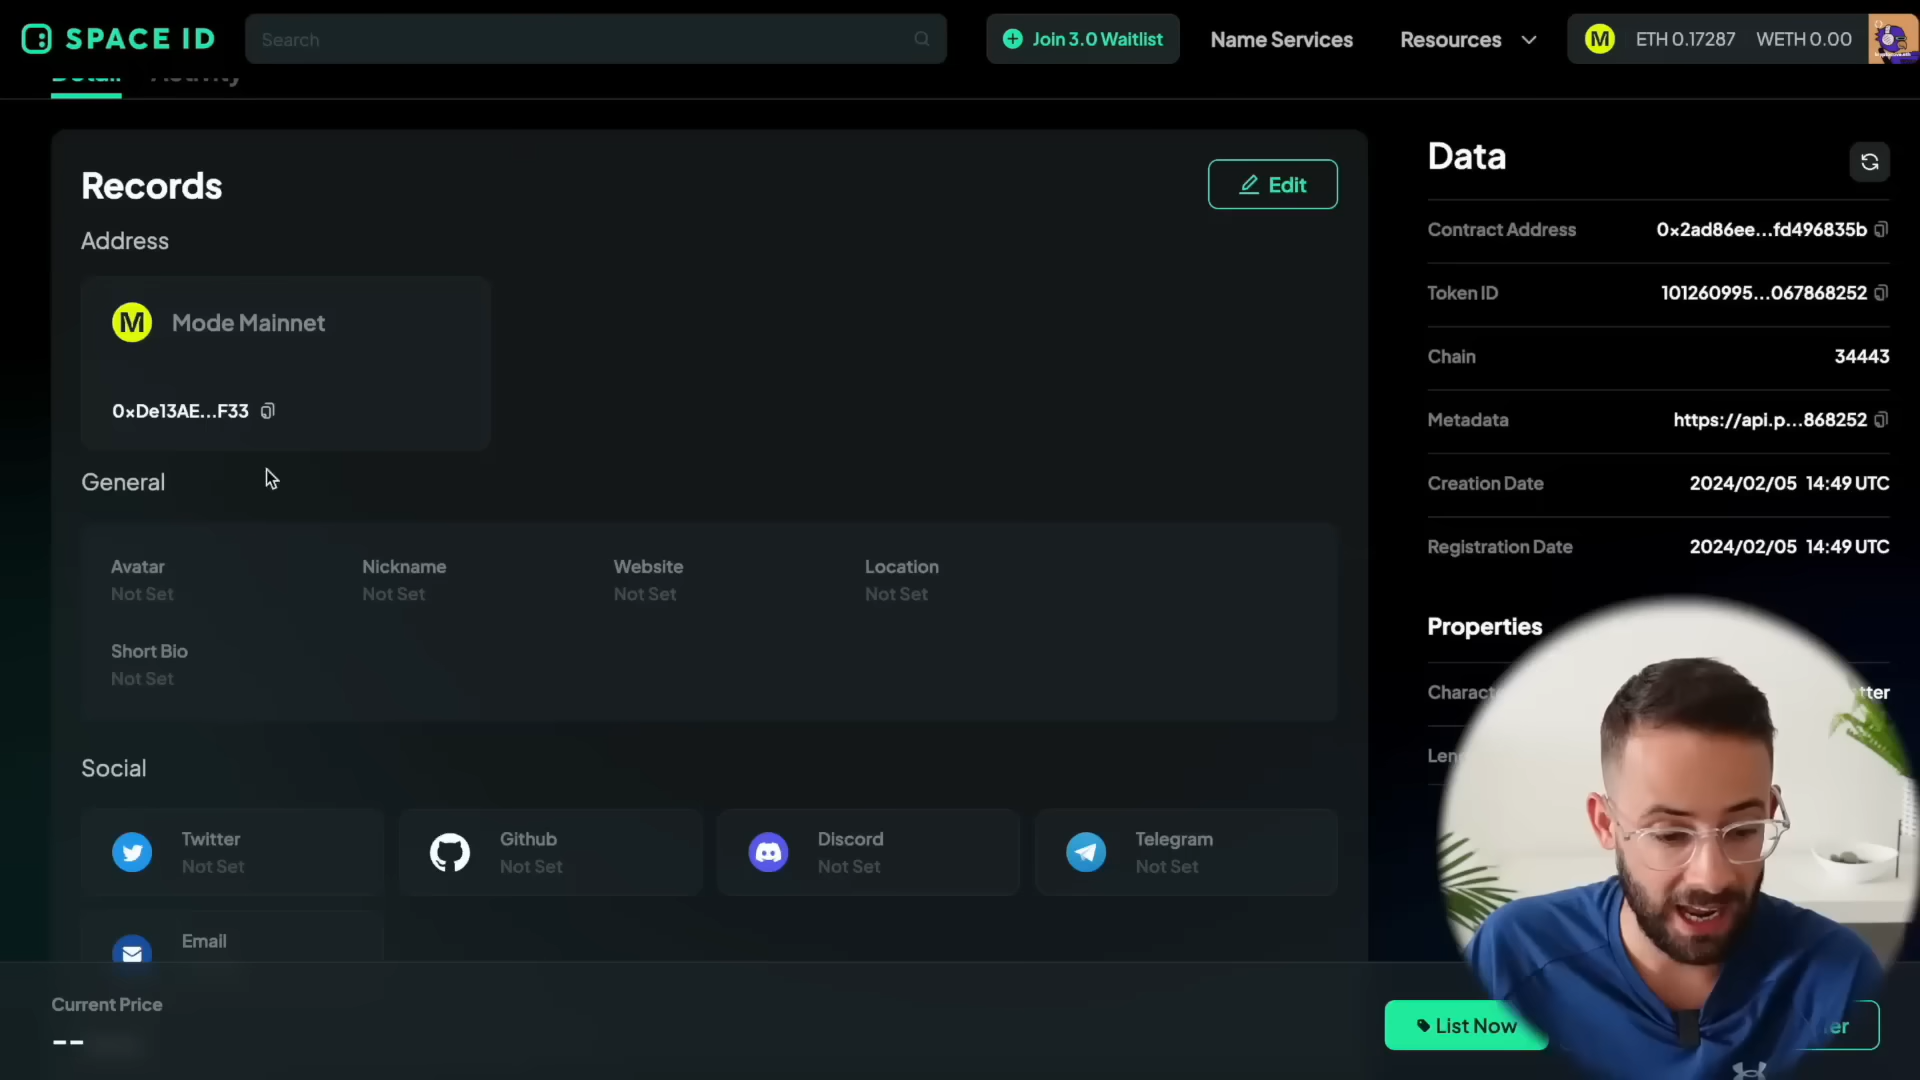 SPACE ID
Search
Join 3.0 Waitlist
Name Services
Resources
M
ETH 0.17287
WETH 0.00
Detail
Activity
Records
Edit
Address
M
Mode Mainnet
0xDe13AE...F33
General
Avatar
Not Set
Nickname
Not Set
Website
Not Set
Location
Not Set
Short Bio
Not Set
Social
Twitter
Not Set
Github
Not Set
Discord
Not Set
Telegram
Not Set
Email
Data
Contract Address
0x2ad86ee...fd496835b
Token ID
101260995...067868252
Chain
34443
Metadata
https://api.p...868252
Creation Date
2024/02/05 14:49 UTC
Registration Date
2024/02/05 14:49 UTC
Properties
Current Price
--
List Now